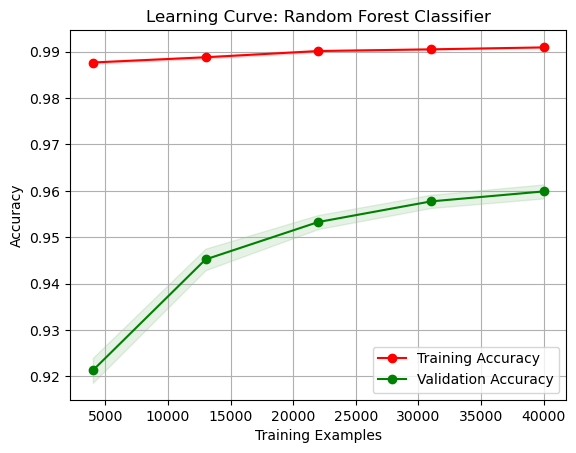 Learning Curve: Random Forest Classifier
0.99
0.98
0.97
0.96
0.95
0.94
0.93
0.92
Accuracy
Training Accuracy
Validation Accuracy
5000 10000 15000 20000 25000 30000 35000 40000
Training Examples